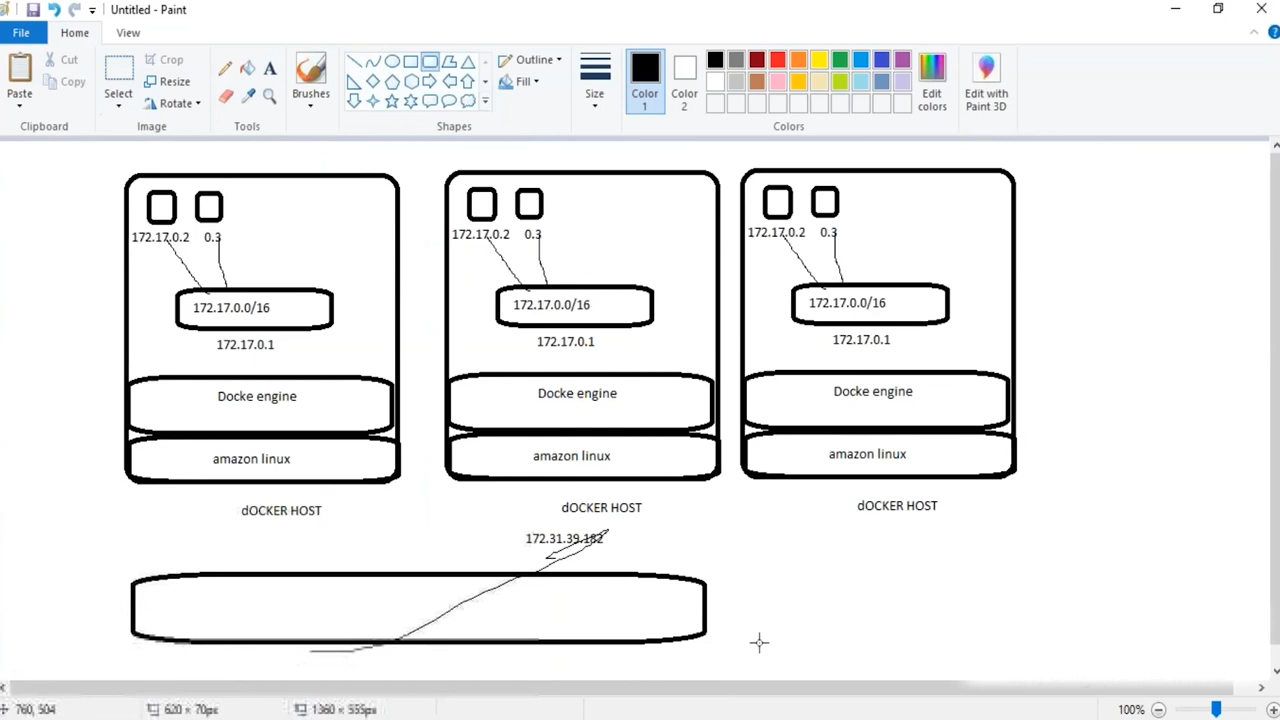 Untitled - Paint
File
Home
View
Paste
Cut
Copy
Clipboard
Select
Crop
Resize
Rotate
Image
Tools
Brushes
Outline
Fill
Shapes
Size
Color 1
Color 2
Edit colors
Edit with Paint 3D
Colors
172.17.0.2 0.3
172.17.0.0/16
172.17.0.1
Docke engine
amazon linux
dOCKER HOST
172.17.0.2 0.3
172.17.0.0/16
172.17.0.1
Docke engine
amazon linux
dOCKER HOST
172.31.39.182
172.17.0.2 0.3
172.17.0.0/16
172.17.0.1
Docke engine
amazon linux
dOCKER HOST
760, 504
620 × 70px
1360 × 555px
100%